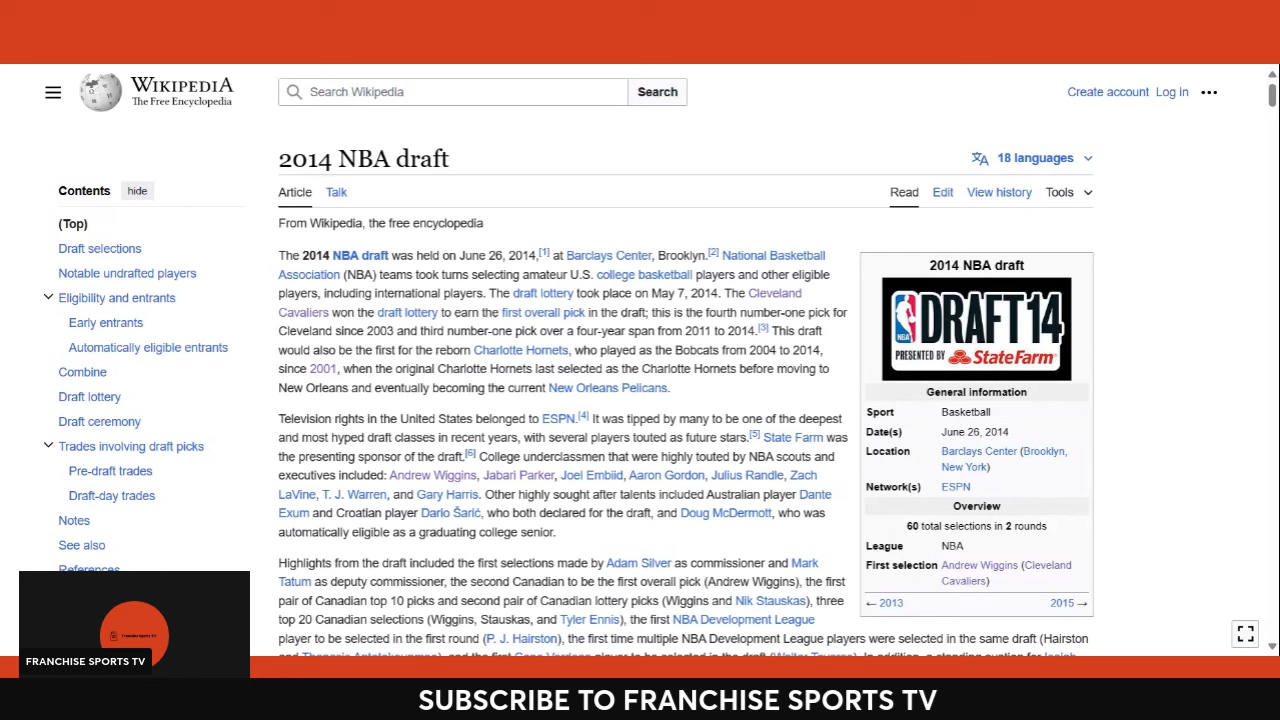 WIKIPEDIA
The Free Encyclopedia
Search Wikipedia
Search
Create account Log in
2014 NBA draft
18 languages
Article Talk
Read Edit View history Tools
From Wikipedia, the free encyclopedia
Contents hide
(Top)
Draft selections
Notable undrafted players
Eligibility and entrants
Early entrants
Automatically eligible entrants
Combine
Draft lottery
Draft ceremony
Trades involving draft picks
Pre-draft trades
Draft-day trades
Notes
See also
References
The 2014 NBA draft was held on June 26, 2014,[1] at Barclays Center, Brooklyn.[2] National Basketball
Association (NBA) teams took turns selecting amateur U.S. college basketball players and other eligible
players, including international players. The draft lottery took place on May 7, 2014. The Cleveland
Cavaliers won the draft lottery to earn the first overall pick in the draft; this is the fourth number-one pick for
Cleveland since 2003 and third number-one pick over a four-year span from 2011 to 2014.[3] This draft
would also be the first for the reborn Charlotte Hornets, who played as the Bobcats from 2004 to 2014,
since 2001, when the original Charlotte Hornets last selected as the Charlotte Hornets before moving to
New Orleans and eventually becoming the current New Orleans Pelicans.
Television rights in the United States belonged to ESPN.[4] It was tipped by many to be one of the deepest
and most hyped draft classes in recent years, with several players touted as future stars.[5] State Farm was
the presenting sponsor of the draft.[6] College underclassmen that were highly touted by NBA scouts and
executives included: Andrew Wiggins, Jabari Parker, Joel Embiid, Aaron Gordon, Julius Randle, Zach
LaVine, T. J. Warren, and Gary Harris. Other highly sought after talents included Australian player Dante
Exum and Croatian player Dario Šarić, who both declared for the draft, and Doug McDermott, who was
automatically eligible as a graduating college senior.
Highlights from the draft included the first selections made by Adam Silver as commissioner and Mark
Tatum as deputy commissioner, the second Canadian to be the first overall pick (Andrew Wiggins), the first
pair of Canadian top 10 picks and second pair of Canadian lottery picks (Wiggins and Nik Stauskas), three
top 20 Canadian selections (Wiggins, Stauskas, and Tyler Ennis), the first NBA Development League
player to be selected in the first round (P. J. Hairston), the first time multiple NBA Development League players were selected in the same draft (Hairston
2014 NBA draft
NBA
DRAFT14
PRESENTED BY State Farm
General information
Sport Basketball
Date(s) June 26, 2014
Location Barclays Center (Brooklyn,
New York)
Network(s) ESPN
Overview
60 total selections in 2 rounds
League NBA
First selection Andrew Wiggins (Cleveland
Cavaliers)
← 2013 2015 →
Franchise Sports TV
FRANCHISE SPORTS TV
SUBSCRIBE TO FRANCHISE SPORTS TV